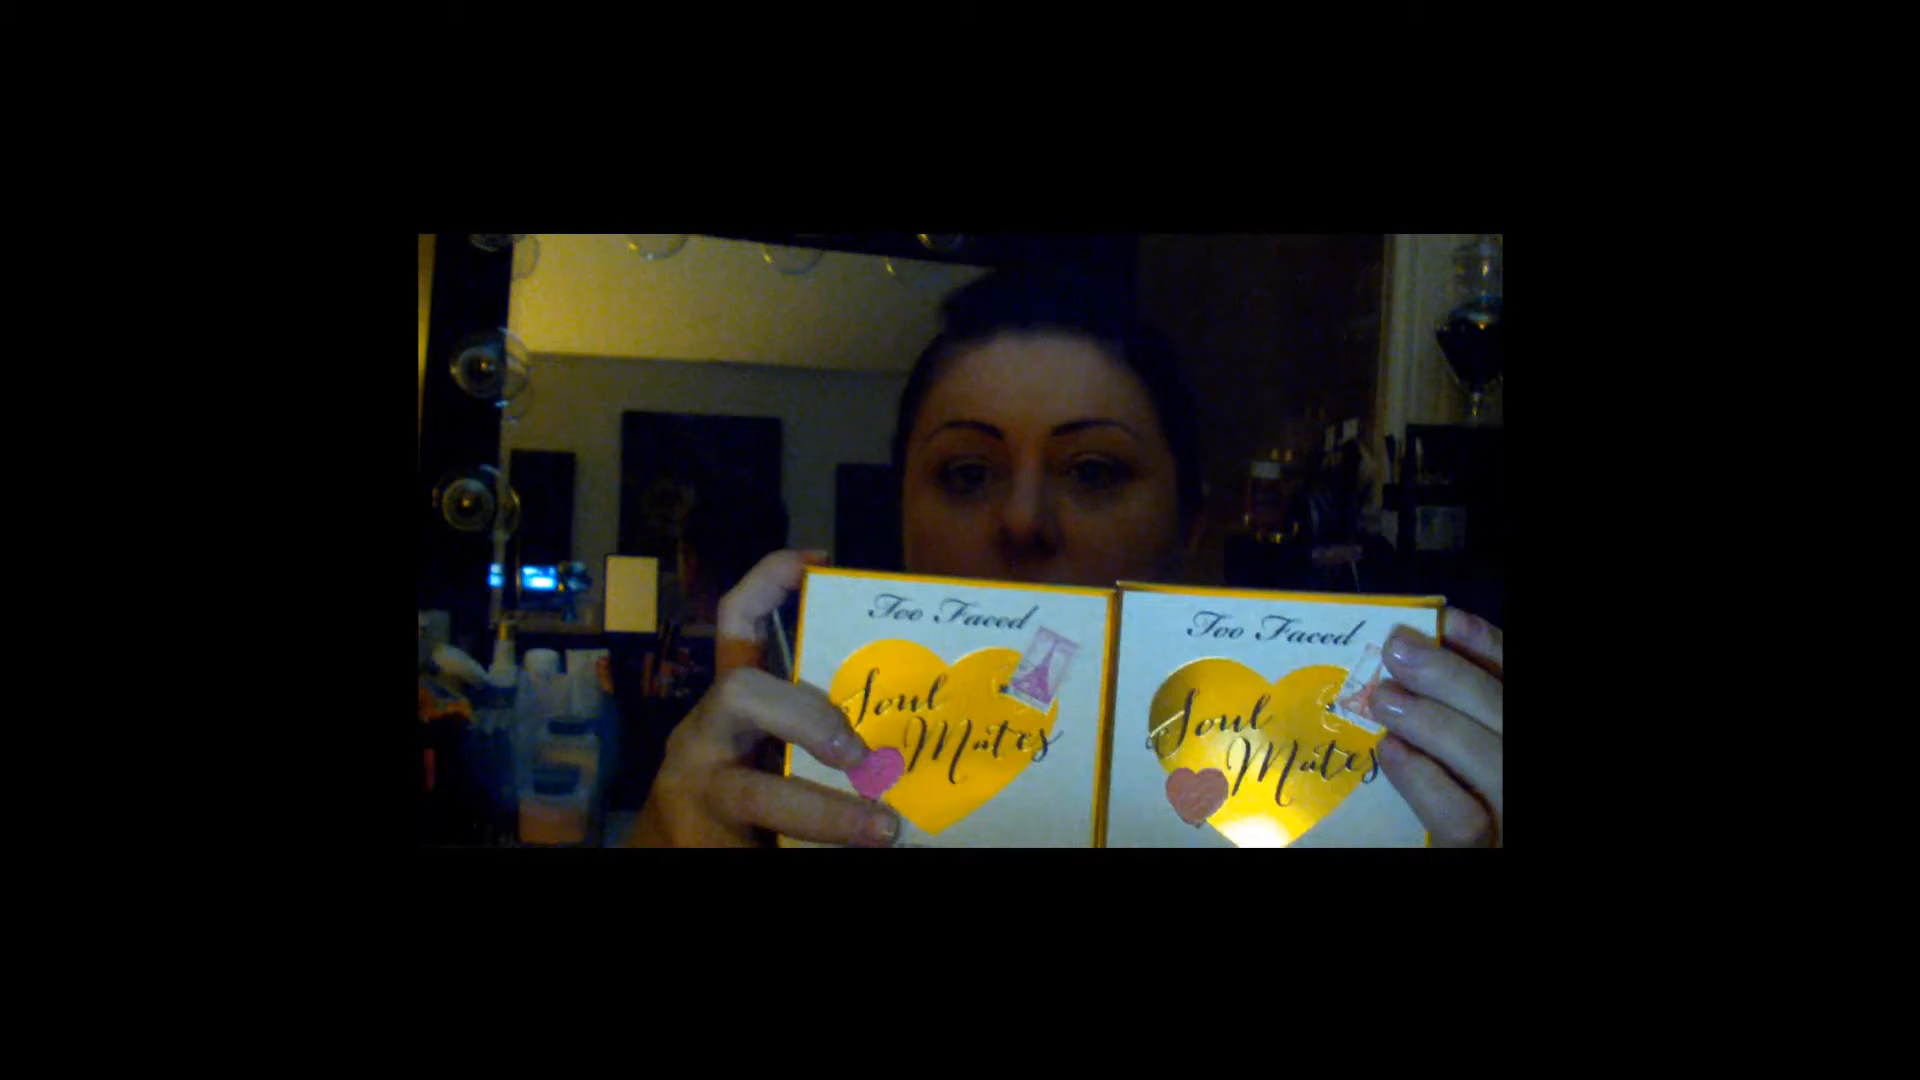 Too Faced
Soul
Mates
Too Faced
Soul
Mates